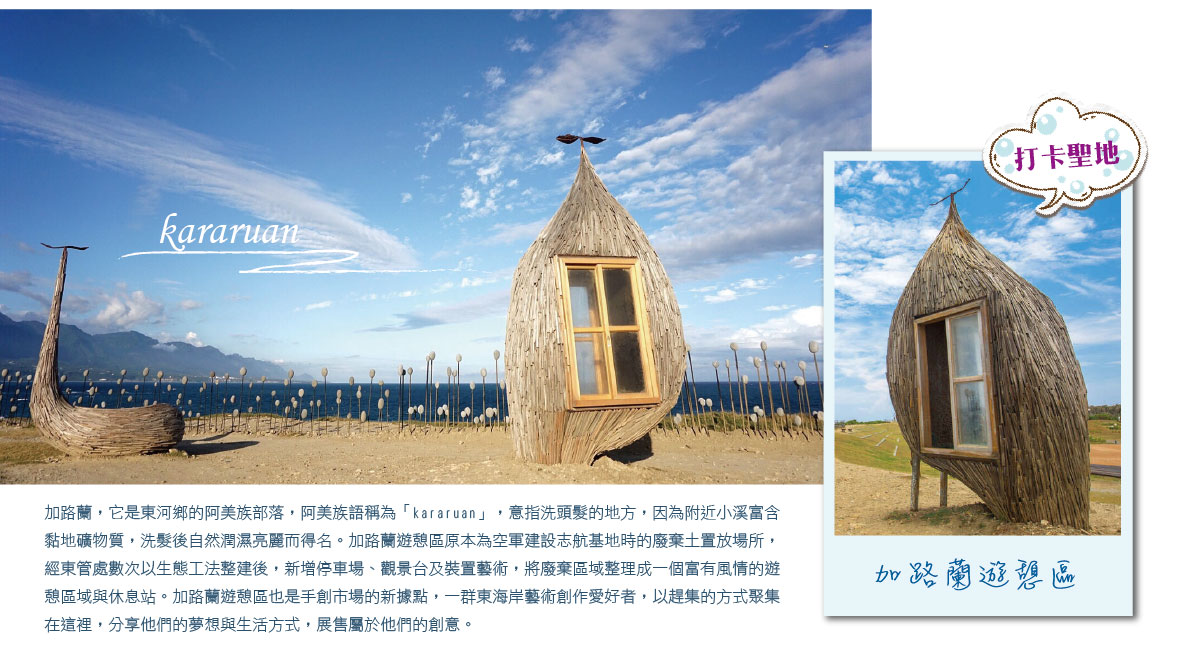 kararuan
打卡聖地
加路蘭，它是東河鄉的阿美族部落，阿美族語稱為「kararuan」，意指洗頭髮的地方，因為附近小溪富含
黏地礦物質，洗髮後自然潤濕亮麗而得名。加路蘭遊憩區原本為空軍建設志航基地時的廢棄土置放場所，
經東管處數次以生態工法整建後，新增停車場、觀景台及裝置藝術，將廢棄區域整理成一個富有風情的遊
憩區域與休息站。加路蘭遊憩區也是手創市場的新據點，一群東海岸藝術創作愛好者，以趕集的方式聚集
在這裡，分享他們的夢想與生活方式，展售屬於他們的創意。
加路蘭遊憩區